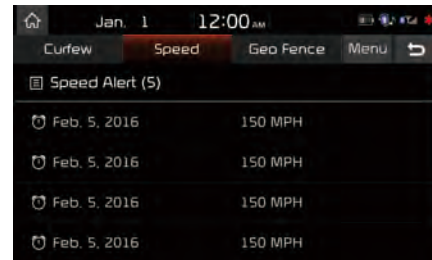 Jan. 1 12:00 AM
Curfew Speed Geo Fence Menu
Speed Alert (5)
Feb. 5, 2016 150 MPH
Feb. 5, 2016 150 MPH
Feb. 5, 2016 150 MPH
Feb. 5, 2016 150 MPH